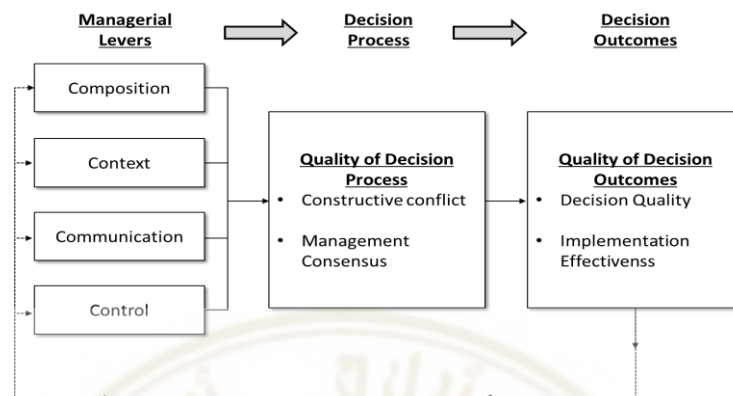 Managerial
Levers
Decision
Process
Decision
Outcomes
Composition
Context
Communication
Control
Quality of Decision
Process
• Constructive conflict
• Management
Consensus
Quality of Decision
Outcomes
• Decision Quality
• Implementation
Effectivenss